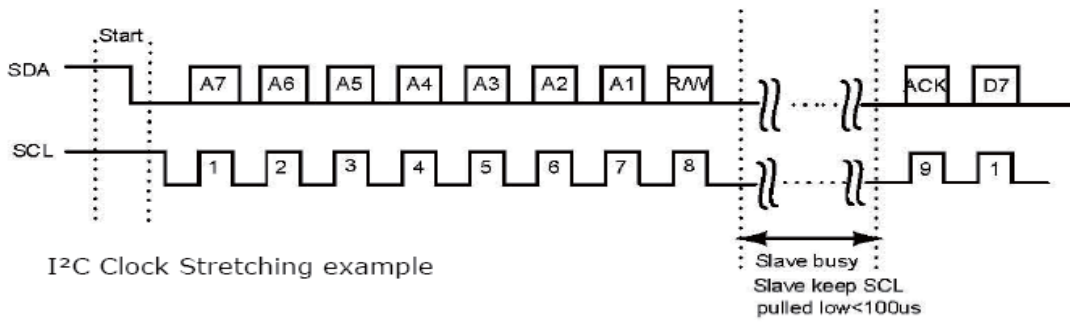 Start
SDA A7 A6 A5 A4 A3 A2 A1 R/W ACK D7
SCL 1 2 3 4 5 6 7 8 9 1
I²C Clock Stretching example
Slave busy
Slave keep SCL
pulled low<100us